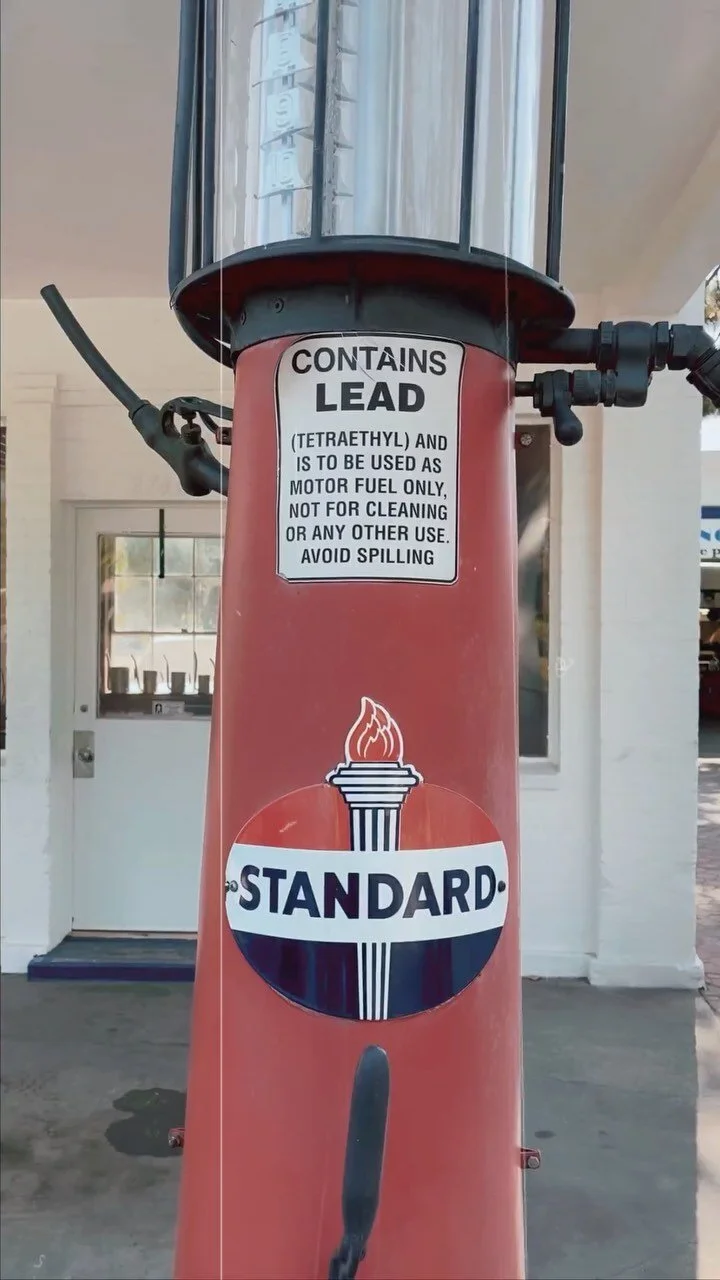 CONTAINS
LEAD
(TETRAETHYL) AND
IS TO BE USED AS
MOTOR FUEL ONLY,
NOT FOR CLEANING
OR ANY OTHER USE.
AVOID SPILLING
STANDARD